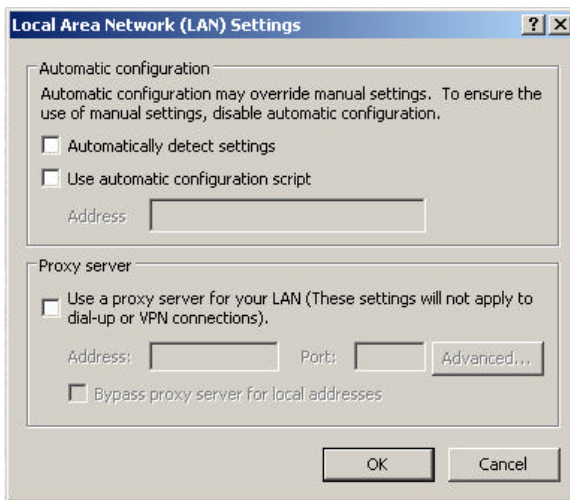 Local Area Network (LAN) Settings
Automatic configuration
Automatic configuration may override manual settings. To ensure the
use of manual settings, disable automatic configuration.
Automatically detect settings
Use automatic configuration script
Address
Proxy server
Use a proxy server for your LAN (These settings will not apply to
dial-up or VPN connections).
Address: Port: Advanced...
Bypass proxy server for local addresses
OK Cancel